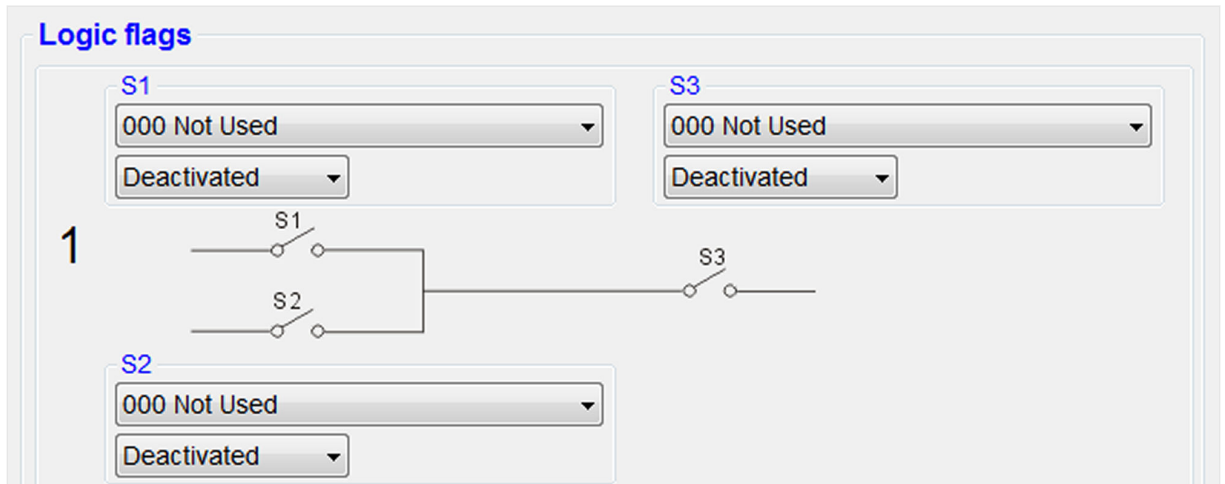 Logic flags
S1
000 Not Used
Deactivated
S3
000 Not Used
Deactivated
1
S1
S2
S3
S2
000 Not Used
Deactivated